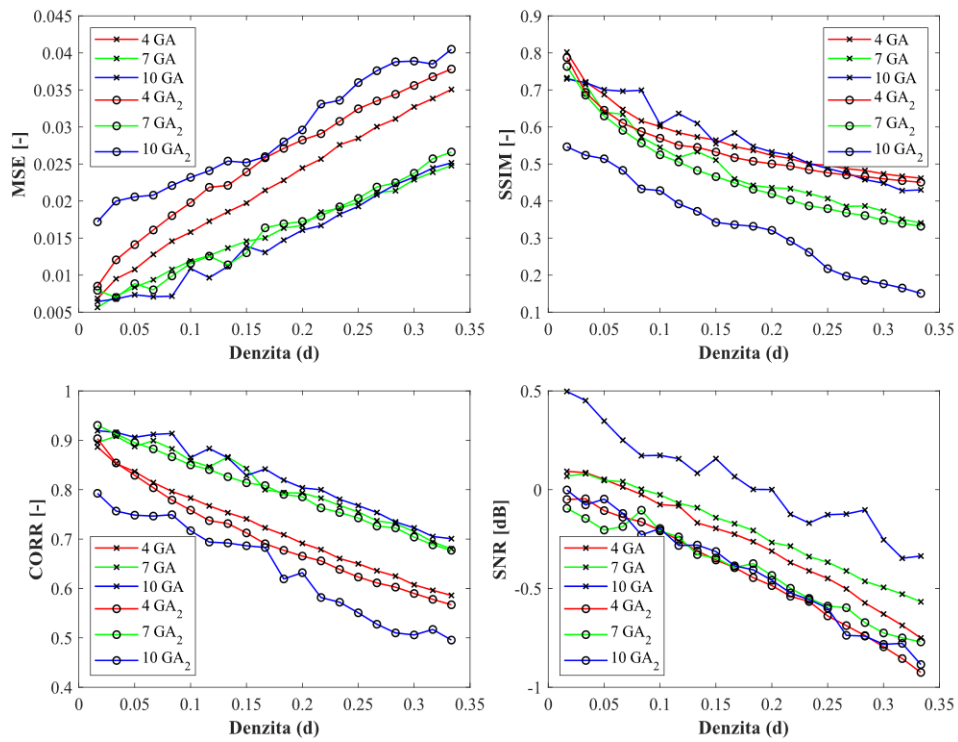 MSE [-]
0.045
0.04
0.035
0.03
0.025
0.02
0.015
0.01
0.005
4 GA
7 GA
10 GA
4 GA₂
7 GA₂
10 GA₂
0 0.05 0.1 0.15 0.2 0.25 0.3 0.35
Denzita (d)
SSIM [-]
0.9
0.8
0.7
0.6
0.5
0.4
0.3
0.2
0.1
4 GA
7 GA
10 GA
4 GA₂
7 GA₂
10 GA₂
0 0.05 0.1 0.15 0.2 0.25 0.3 0.35
Denzita (d)
CORR [-]
1
0.9
0.8
0.7
0.6
0.5
0.4
4 GA
7 GA
10 GA
4 GA₂
7 GA₂
10 GA₂
0 0.05 0.1 0.15 0.2 0.25 0.3 0.35
Denzita (d)
SNR [dB]
0.5
0
-0.5
-1
4 GA
7 GA
10 GA
4 GA₂
7 GA₂
10 GA₂
0 0.05 0.1 0.15 0.2 0.25 0.3 0.35
Denzita (d)